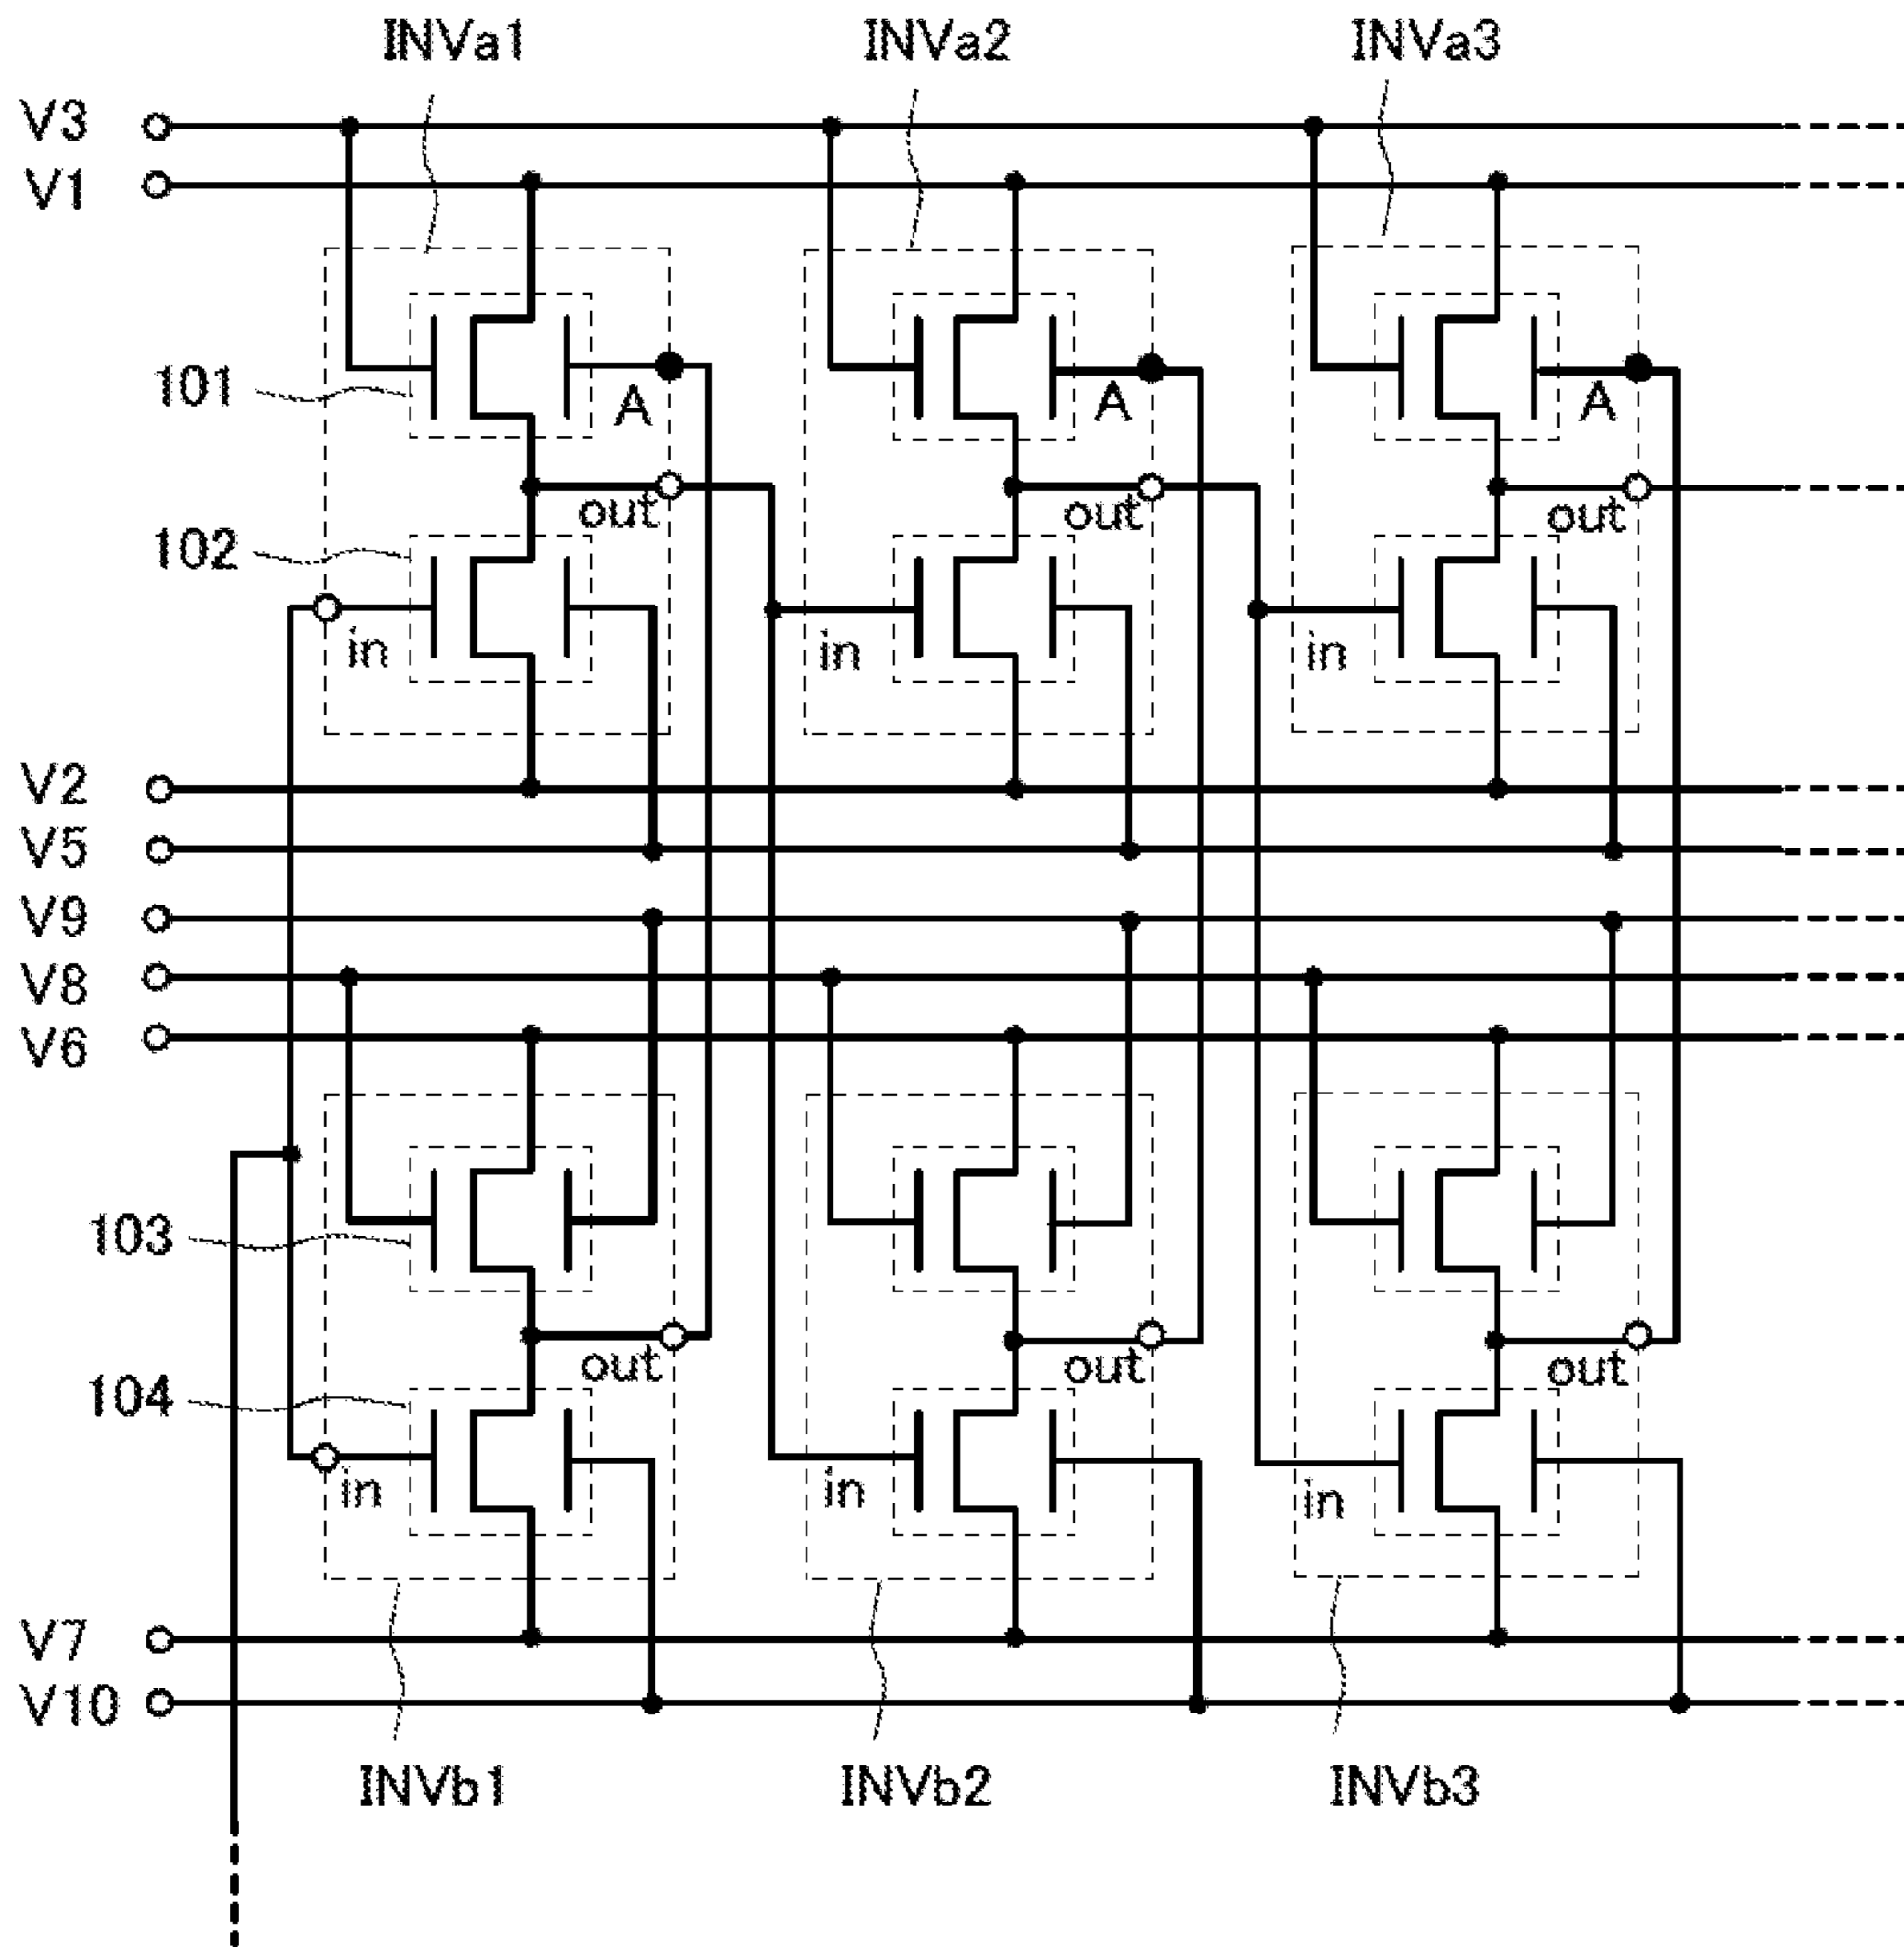 INVa1 INVa2 INVa3
V3
V1
101 A A A
out out out
102
in in in
V2
V5
V9
V8
V6
103
out out out
104
in in in
V7
V10
INVb1 INVb2 INVb3